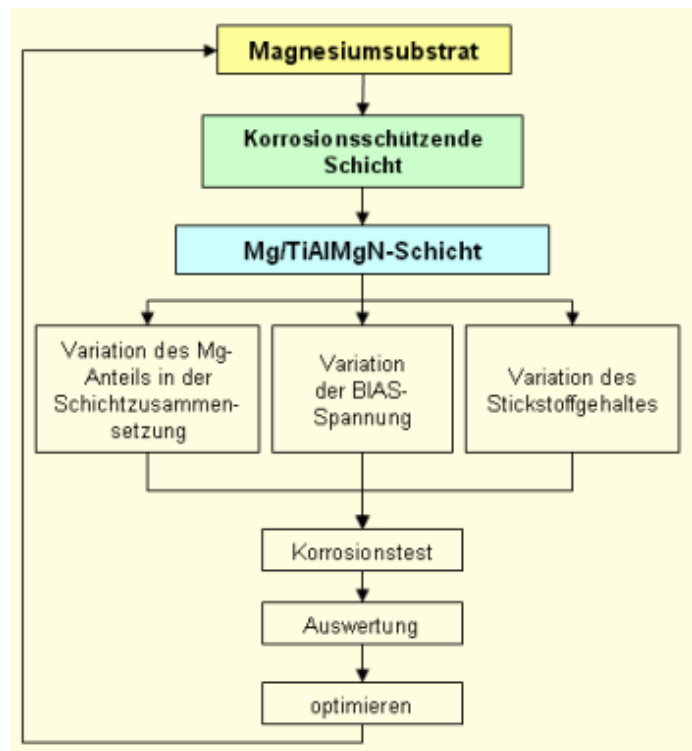 Magnesiumsubstrat
Korrosionsschützende
Schicht
Mg/TiAlMgN-Schicht
Variation des Mg-
Anteils in der
Schichtzusammen-
setzung
Variation
der BIAS-
Spannung
Variation des
Stickstoffgehaltes
Korrosionstest
Auswertung
optimieren